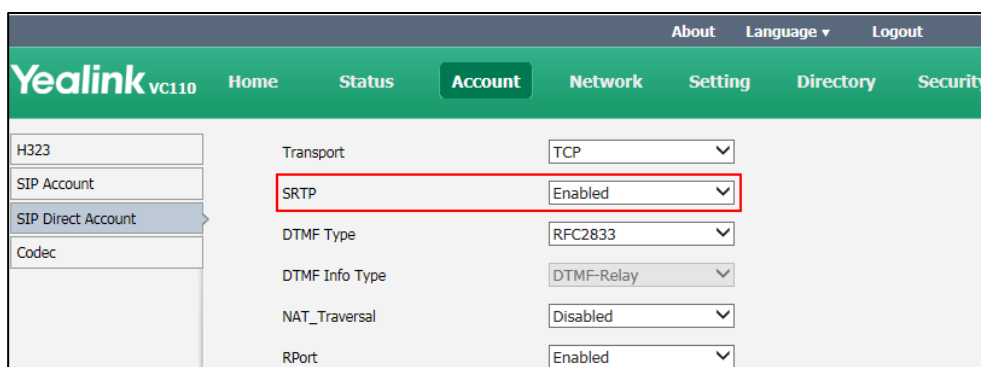 About Language ▾ Logout
Yealink VC110 Home Status Account Network Setting Directory Security
H323
SIP Account
SIP Direct Account
Codec
Transport TCP
SRTP Enabled
DTMF Type RFC2833
DTMF Info Type DTMF-Relay
NAT_Traversal Disabled
RPort Enabled